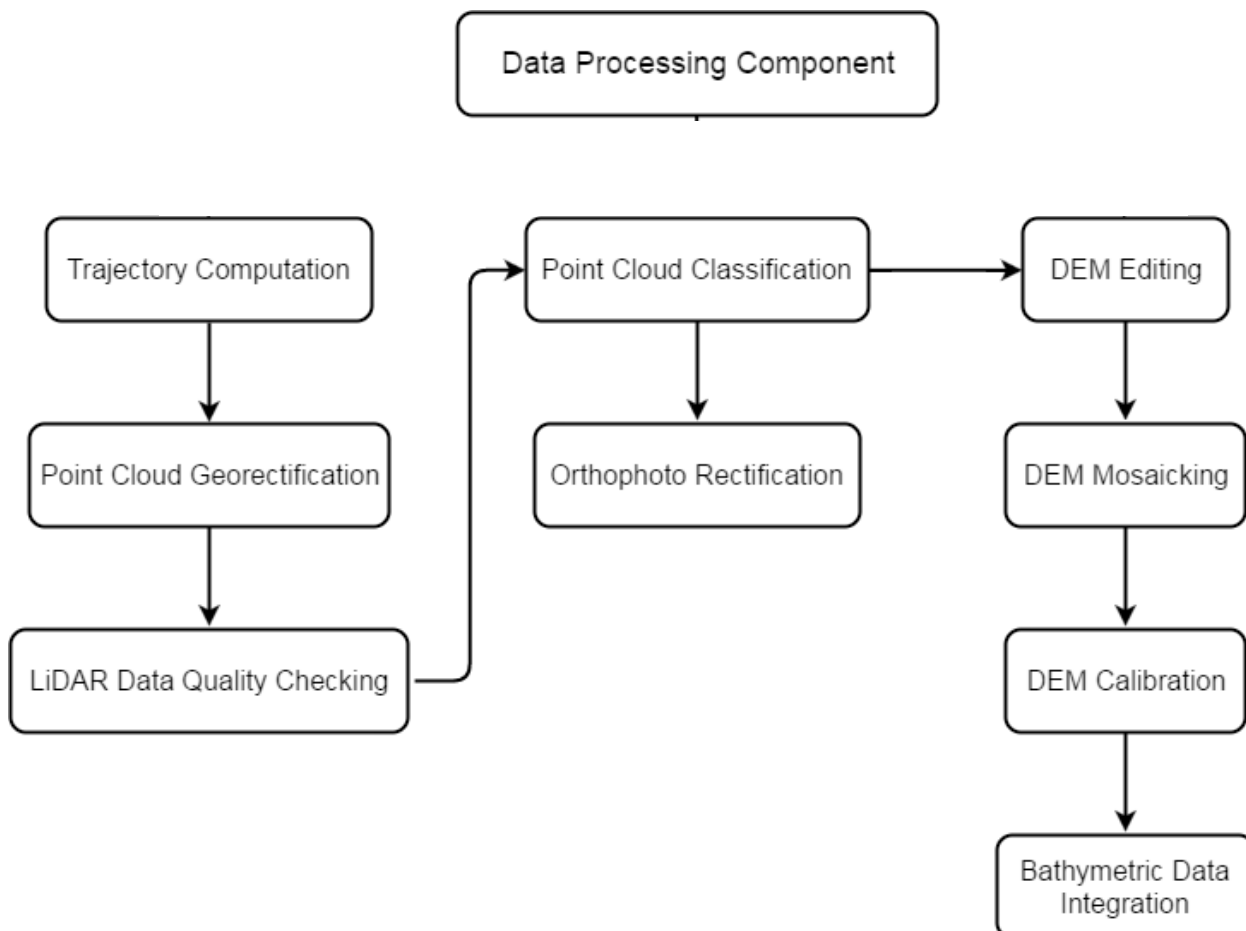 Data Processing Component
Trajectory Computation
Point Cloud Classification
DEM Editing
Point Cloud Georectification
Orthophoto Rectification
DEM Mosaicking
LiDAR Data Quality Checking
DEM Calibration
Bathymetric Data
Integration